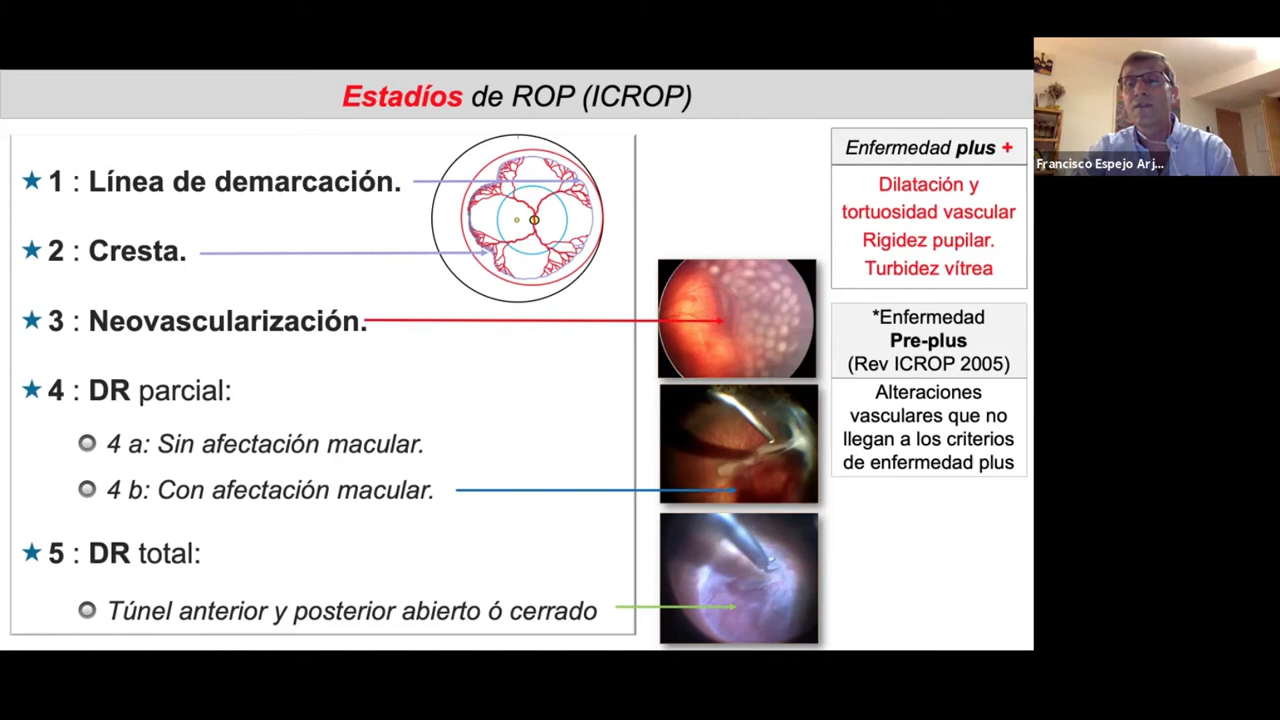 Estadíos de ROP (ICROP)
1 : Línea de demarcación.
2 : Cresta.
3 : Neovascularización.
4 : DR parcial:
4 a: Sin afectación macular.
4 b: Con afectación macular.
5 : DR total:
Túnel anterior y posterior abierto ó cerrado
Enfermedad plus +
Dilatación y
tortuosidad vascular
Rigidez pupilar.
Turbidez vítrea
*Enfermedad
Pre-plus
(Rev ICROP 2005)
Alteraciones
vasculares que no
llegan a los criterios
de enfermedad plus
Francisco Espejo Arj...